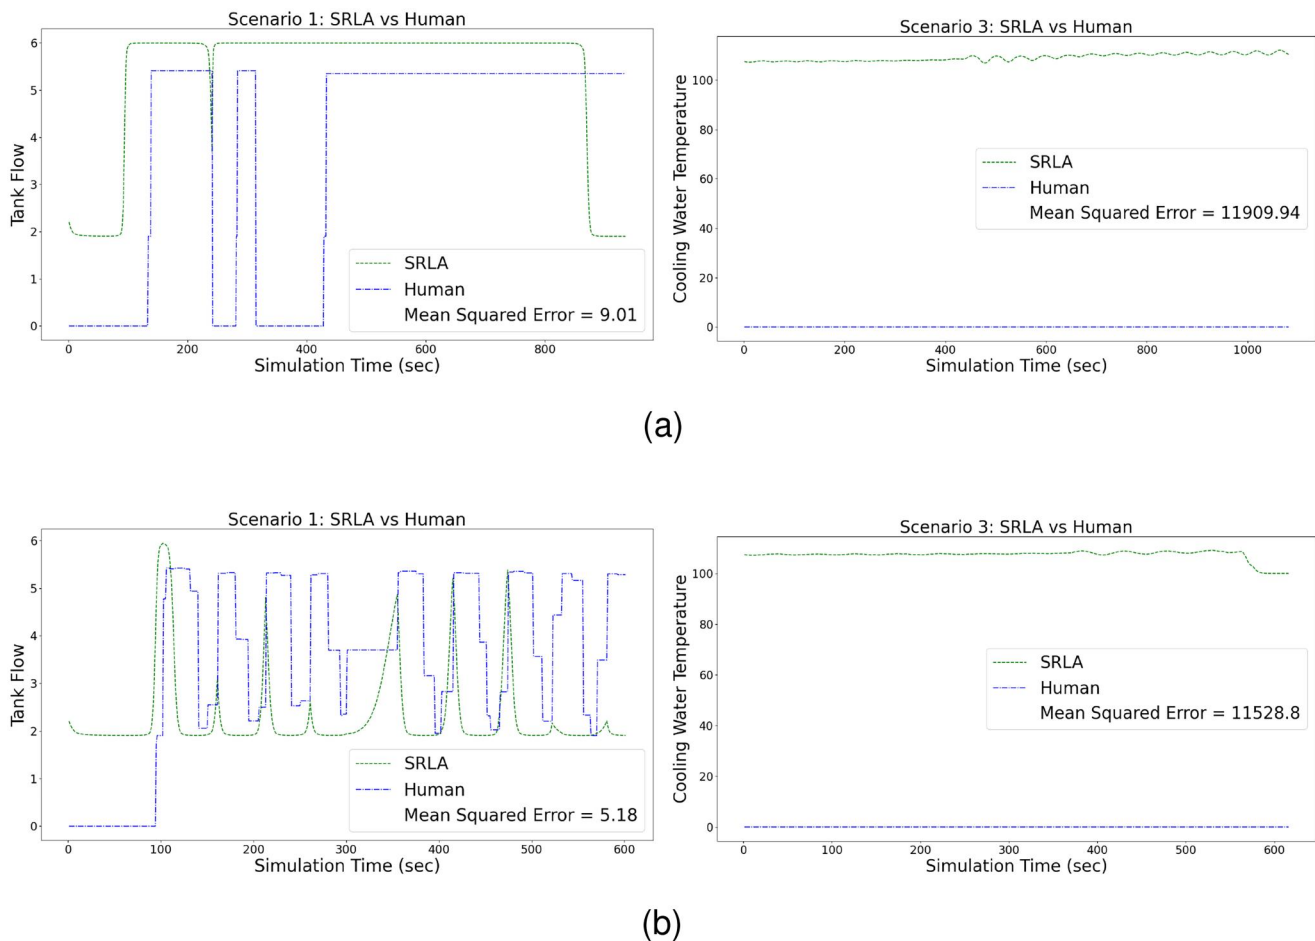 Scenario 1: SRLA vs Human
6
5
4
3
2
1
0
Tank Flow
SRLA
Human
Mean Squared Error = 9.01
0 200 400 600 800
Simulation Time (sec)
Scenario 3: SRLA vs Human
100
80
60
40
20
0
Cooling Water Temperature
SRLA
Human
Mean Squared Error = 11909.94
0 200 400 600 800 1000
Simulation Time (sec)
(a)
Scenario 1: SRLA vs Human
6
5
4
3
2
1
0
Tank Flow
SRLA
Human
Mean Squared Error = 5.18
0 100 200 300 400 500 600
Simulation Time (sec)
Scenario 3: SRLA vs Human
100
80
60
40
20
0
Cooling Water Temperature
SRLA
Human
Mean Squared Error = 11528.8
0 100 200 300 400 500 600
Simulation Time (sec)
(b)